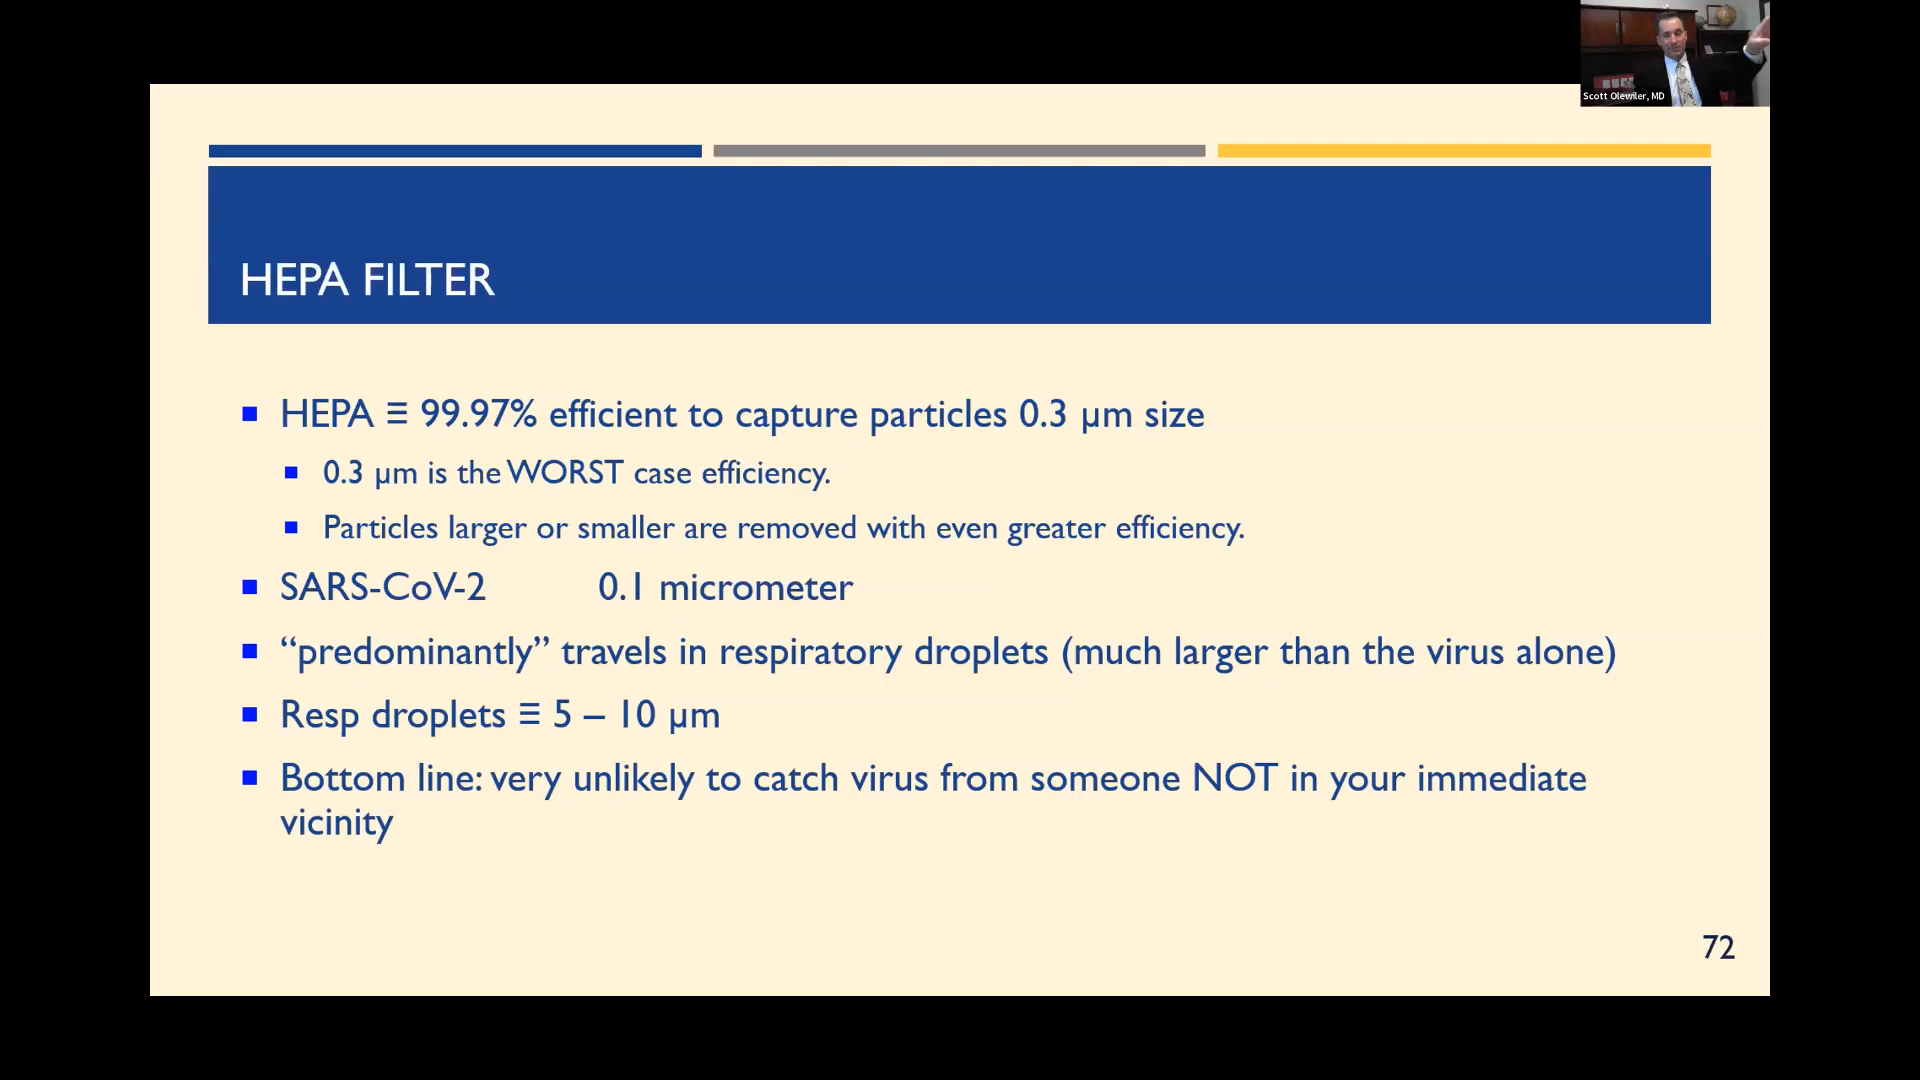 Scott Olewiler, MD
HEPA FILTER
HEPA ≡ 99.97% efficient to capture particles 0.3 µm size
0.3 µm is the WORST case efficiency.
Particles larger or smaller are removed with even greater efficiency.
SARS-CoV-2 0.1 micrometer
“predominantly” travels in respiratory droplets (much larger than the virus alone)
Resp droplets ≡ 5 – 10 µm
Bottom line: very unlikely to catch virus from someone NOT in your immediate
vicinity
72